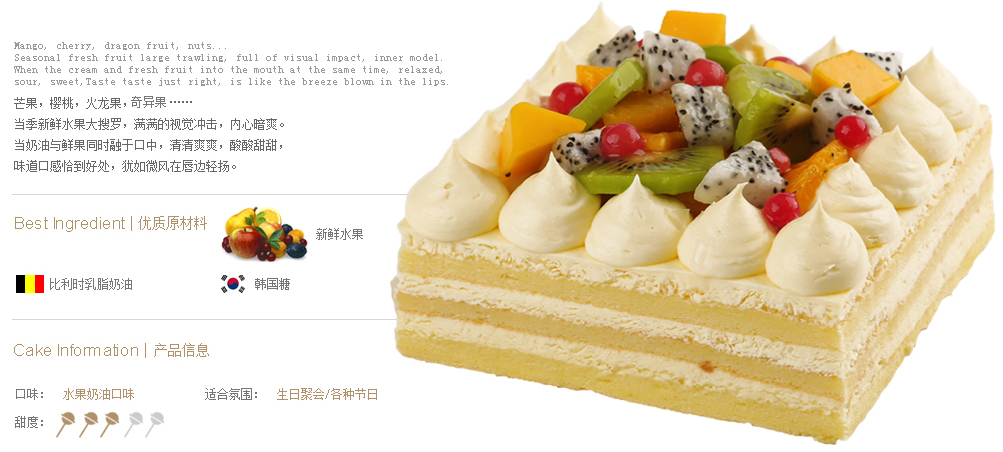 Mango, cherry, dragon fruit, nuts...
Seasonal fresh fruit large trawling, full of visual impact, inner model.
When the cream and fresh fruit into the mouth at the same time, relaxed,
sour, sweet,Taste taste just right, is like the breeze blown in the lips.
芒果，樱桃，火龙果，奇异果 ······
当季新鲜水果大搜罗，满满的视觉冲击，内心暗爽。
当奶油与鲜果同时融于口中，清清爽爽，酸酸甜甜，
味道口感恰到好处，犹如微风在唇边轻扬。
Best Ingredient | 优质原材料
新鲜水果
比利时乳脂奶油 韩国糖
Cake Information | 产品信息
口味： 水果奶油口味 适合氛围： 生日聚会/各种节日
甜度：